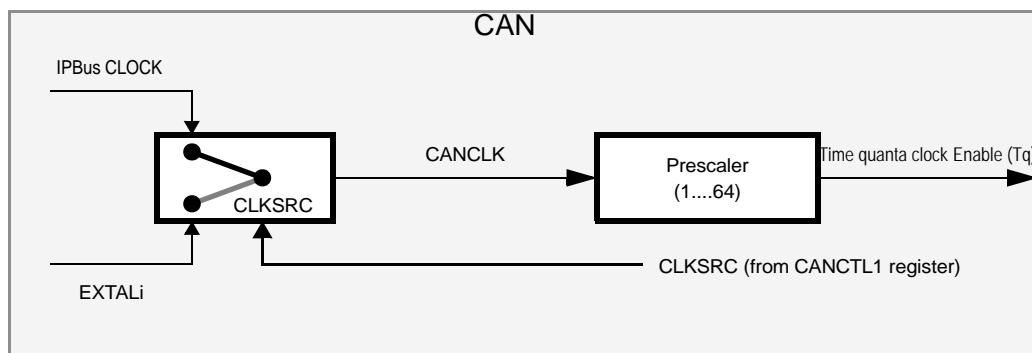 CAN
IPBus CLOCK
CANCLK
Prescaler
(1....64)
Time quanta clock Enable (Tq)
CLKSRC
EXTALi
CLKSRC (from CANCTL1 register)